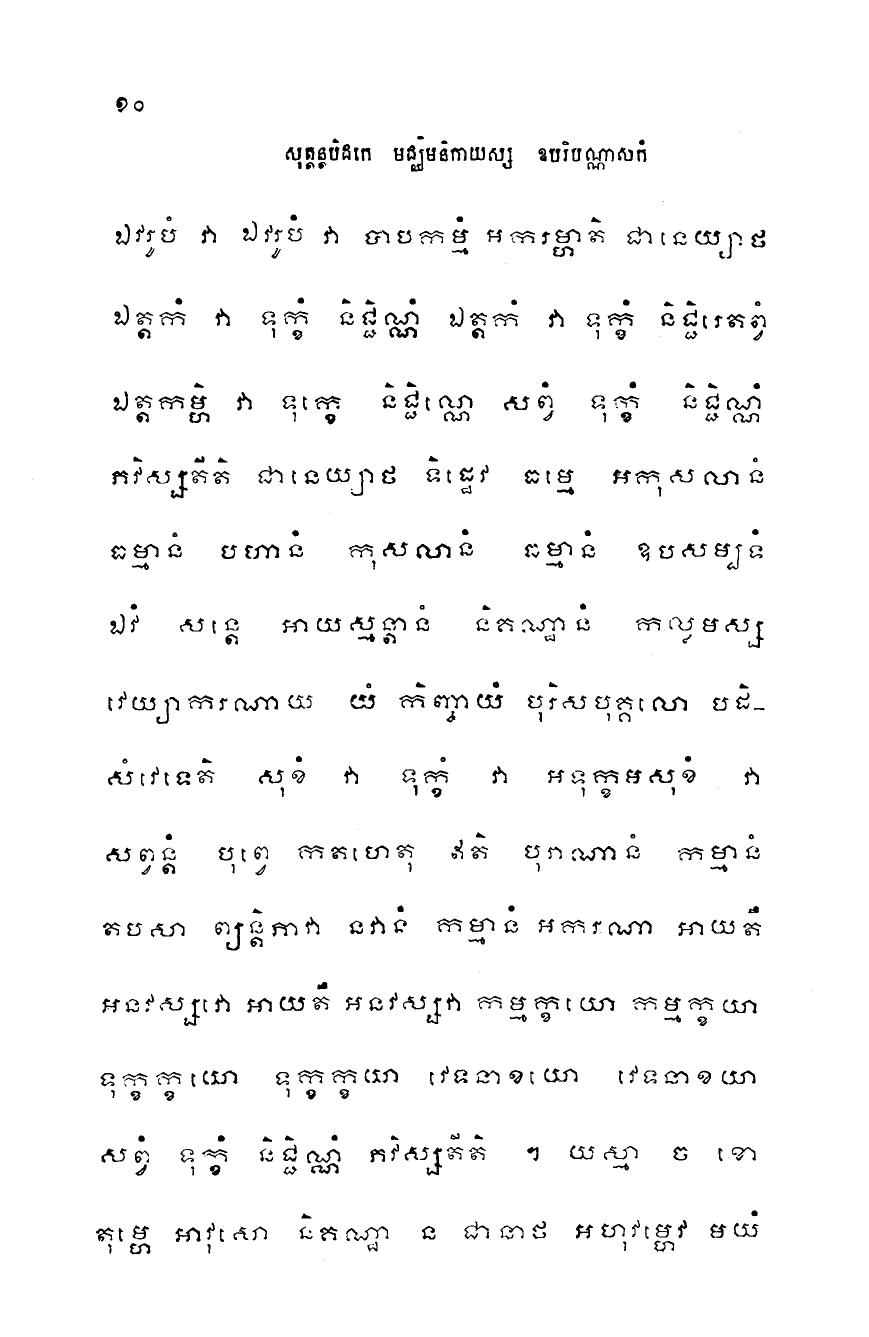 ១០
សុត្តន្តបិដកេ មជ្ឈិមនិកាយស្ស ឧបរិបណ្ណាសកំ
ឯវរូបំ វា ឯវរូបំ វា បាបកម្មំ អករម្ហាតិ ជានេយ្យាថ
ឯត្តកំ វា ទុក្ខំ និជ្ជិណ្ណំ ឯត្តកំ វា ទុក្ខំ និជ្ជិរេតព្វំ
ឯត្តកម្ហិ វា ទុក្ខេ និជ្ជិណ្ណេ សព្វំ ទុក្ខំ និជ្ជិណ្ណំ
ភវិស្សតីតិ ជានេយ្យាថ ទិដ្ឋេវ ធម្មេ អកុសលានំ
ធម្មានំ បហានំ កុសលានំ ធម្មានំ ឧបសម្បទំ
ឯវំ សន្តេ អាយស្មន្តានំ និគណ្ឋានំ កល្លមស្ស
វេយ្យាករណាយ យំ កិញ្ចាយំ បុរិសបុគ្គលោ បដិ-
សំវេទេតិ សុខំ វា ទុក្ខំ វា អទុក្ខមសុខំ វា
សព្វន្តំ បុព្វេ កតហេតុ ឥតិ បុរាណានំ កម្មានំ
តបសា ព្យន្តិភាវា នវានំ កម្មានំ អករណា អាយតឹ
អនវស្សវោ អាយតឹ អនវស្សវា កម្មក្ខយោ កម្មក្ខយា
ទុក្ខក្ខយោ ទុក្ខក្ខយា វេទនាខយោ វេទនាខយា
សព្វំ ទុក្ខំ និជ្ជិណ្ណំ ភវិស្សតីតិ ។ យស្មា ច ខោ
តុម្ហេ អាវុសោ និគណ្ឋា ន ជានាថ អហុវម្ហេវ មយំ